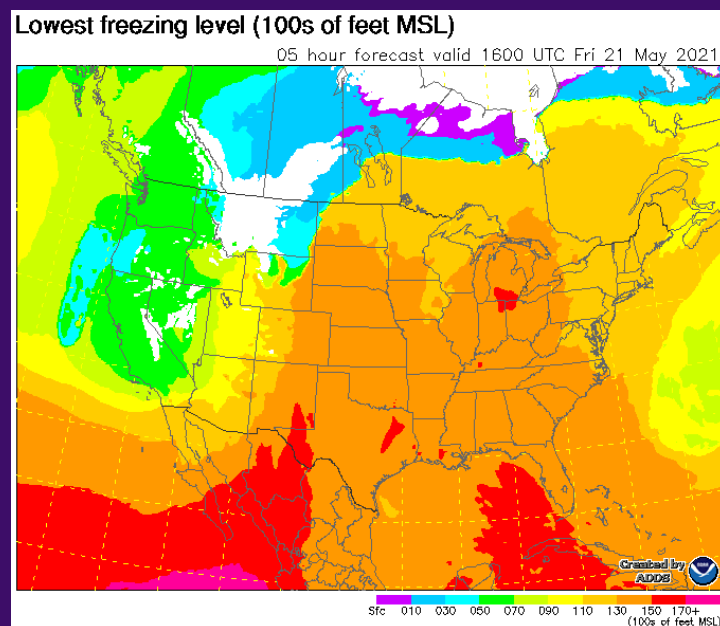 Lowest freezing level (100s of feet MSL)
05 hour forecast valid 1600 UTC Fri 21 May 2021
Created by
ADDS
Sfc 010 030 050 070 090 110 130 150 170+
(100s of feet MSL)